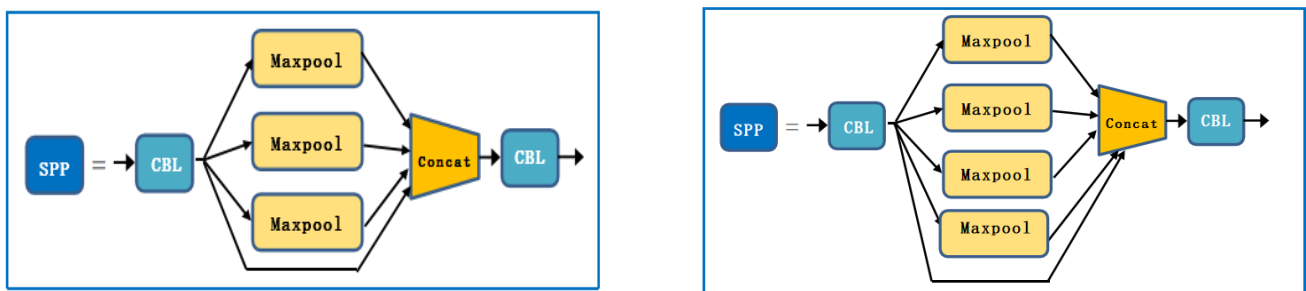 Maxpool
SPP = CBL Maxpool Concat CBL
Maxpool
Maxpool
Maxpool
SPP = CBL Concat CBL
Maxpool
Maxpool